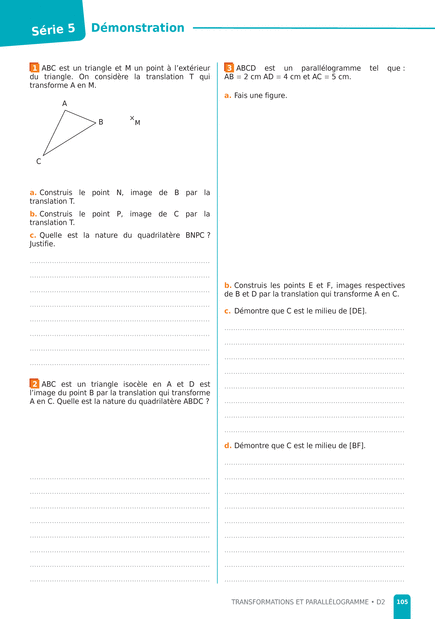 Série 5
Démonstration
1 ABC est un triangle et M un point à l'extérieur
du triangle. On considère la translation T qui
transforme A en M.
A
B
x
M
C
a. Construis le point N, image de B par la
translation T.
b. Construis le point P, image de C par la
translation T.
c. Quelle est la nature du quadrilatère BNPC ?
Justifie.
2 ABC est un triangle isocèle en A et D est
l'image du point B par la translation qui transforme
A en C. Quelle est la nature du quadrilatère ABDC ?
3 ABCD est un parallélogramme tel que :
AB = 2 cm AD = 4 cm et AC = 5 cm.
a. Fais une figure.
b. Construis les points E et F, images respectives
de B et D par la translation qui transforme A en C.
c. Démontre que C est le milieu de [DE].
d. Démontre que C est le milieu de [BF].
TRANSFORMATIONS ET PARALLÉLOGRAMME • D2
105